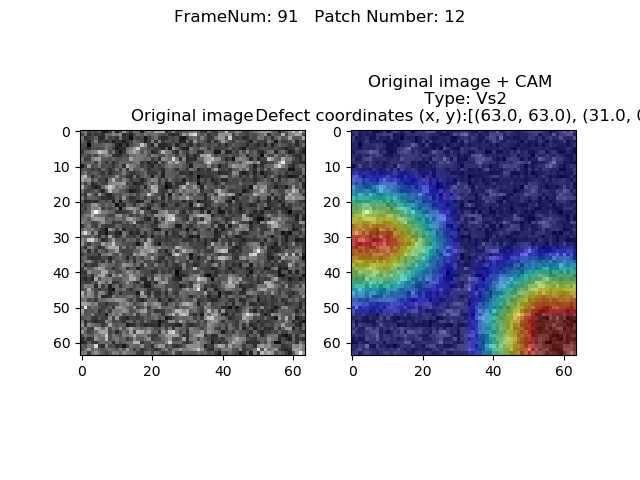 FrameNum: 91   Patch Number: 12
Original image + CAM
Type: Vs2
Original image
Defect coordinates (x, y):[(63.0, 63.0), (31.0, 0
0
10
20
30
40
50
60
0 20 40 60
0
10
20
30
40
50
60
0 20 40 60